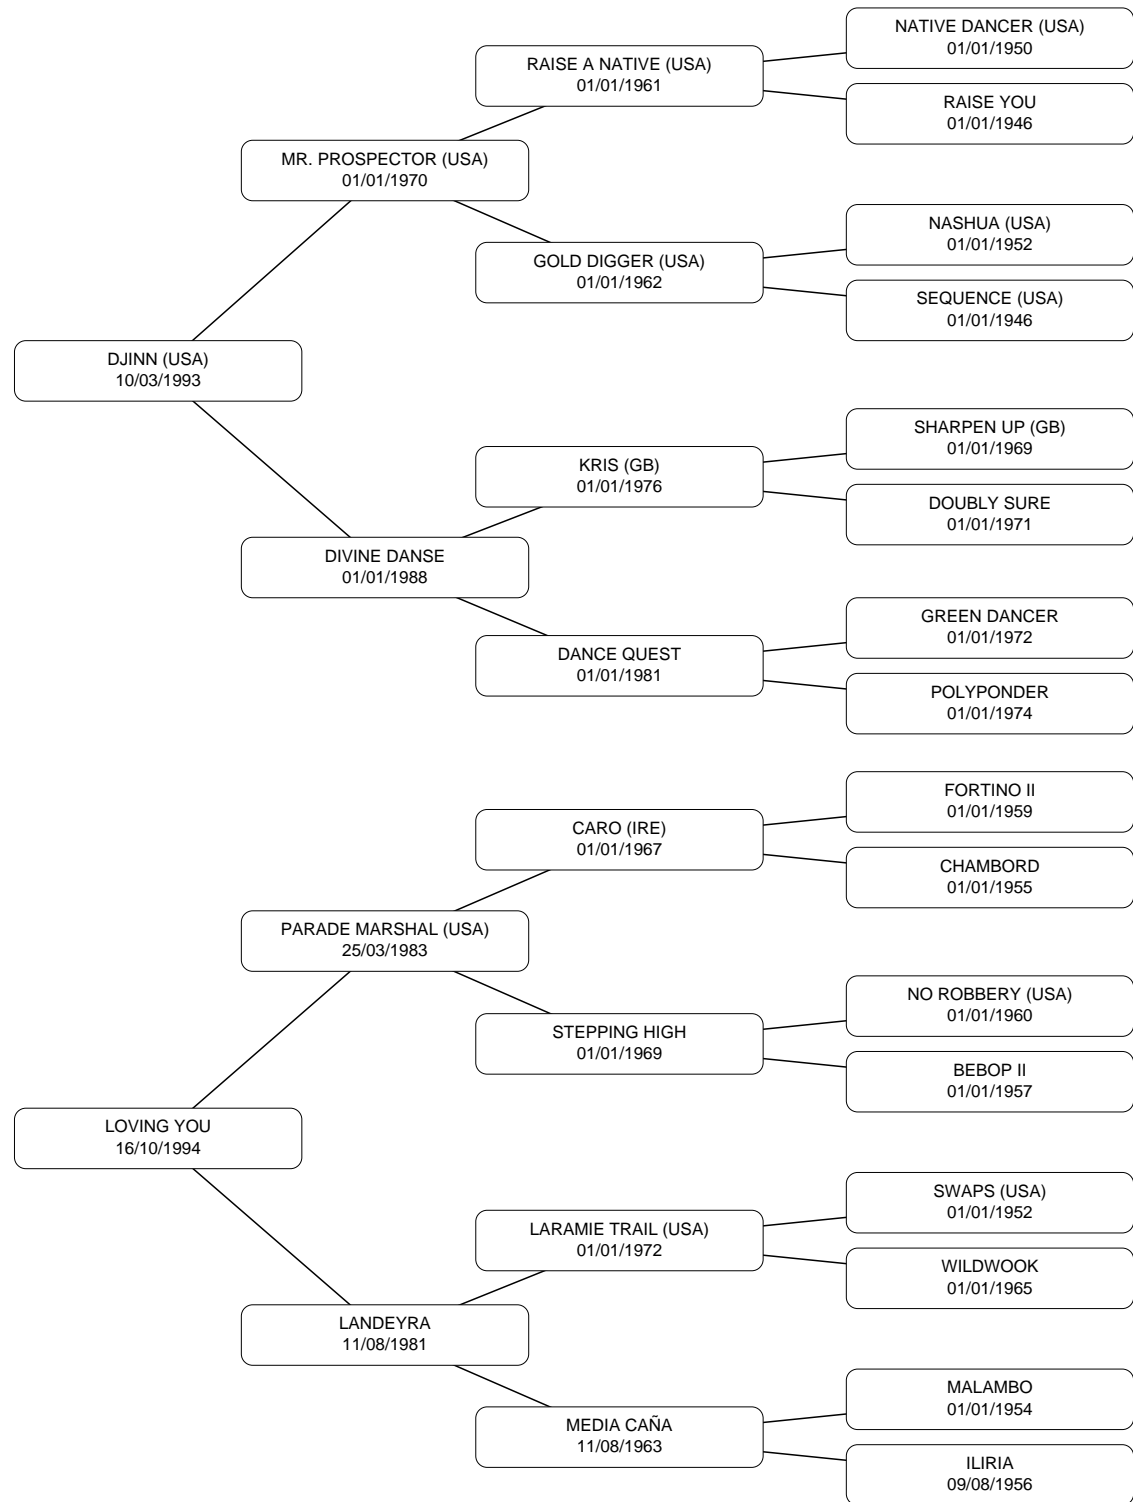 NATIVE DANCER (USA)
01/01/1950
RAISE A NATIVE (USA)
01/01/1961
RAISE YOU
01/01/1946
MR. PROSPECTOR (USA)
01/01/1970
NASHUA (USA)
01/01/1952
GOLD DIGGER (USA)
01/01/1962
SEQUENCE (USA)
01/01/1946
DJINN (USA)
10/03/1993
SHARPEN UP (GB)
01/01/1969
KRIS (GB)
01/01/1976
DOUBLY SURE
01/01/1971
DIVINE DANSE
01/01/1988
GREEN DANCER
01/01/1972
DANCE QUEST
01/01/1981
POLYPONDER
01/01/1974
FORTINO II
01/01/1959
CARO (IRE)
01/01/1967
CHAMBORD
01/01/1955
PARADE MARSHAL (USA)
25/03/1983
NO ROBBERY (USA)
01/01/1960
STEPPING HIGH
01/01/1969
BEBOP II
01/01/1957
LOVING YOU
16/10/1994
SWAPS (USA)
01/01/1952
LARAMIE TRAIL (USA)
01/01/1972
WILDWOOK
01/01/1965
LANDEYRA
11/08/1981
MALAMBO
01/01/1954
MEDIA CAÑA
11/08/1963
ILIRIA
09/08/1956